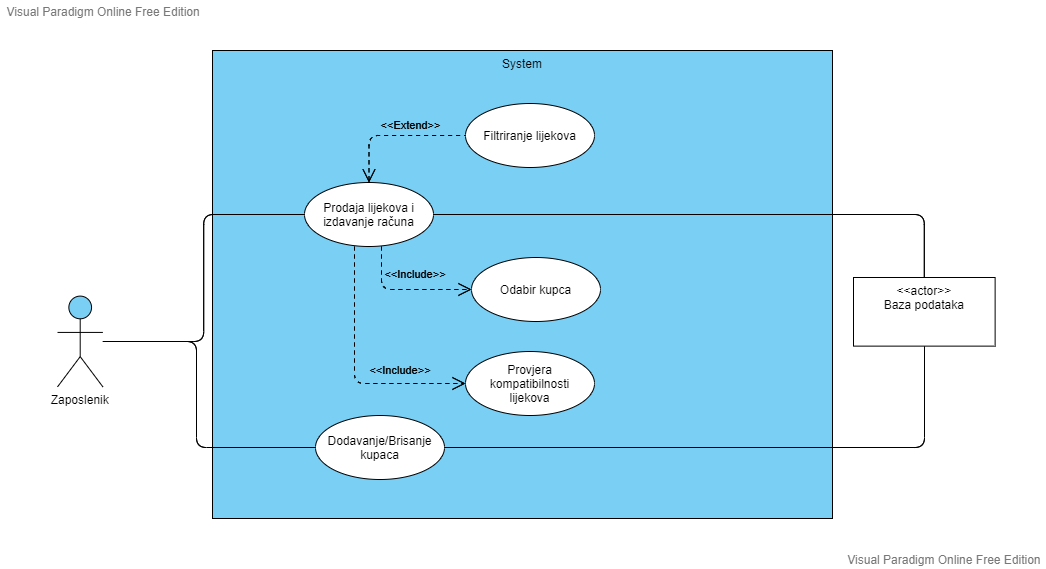 Visual Paradigm Online Free Edition
System
<<Extend>>
Filtriranje lijekova
Prodaja lijekova i
izdavanje računa
<<Include>>
Odabir kupca
<<actor>>
Baza podataka
<<Include>>
Provjera
kompatibilnosti
lijekova
Zaposlenik
Dodavanje/Brisanje
kupaca
Visual Paradigm Online Free Edition